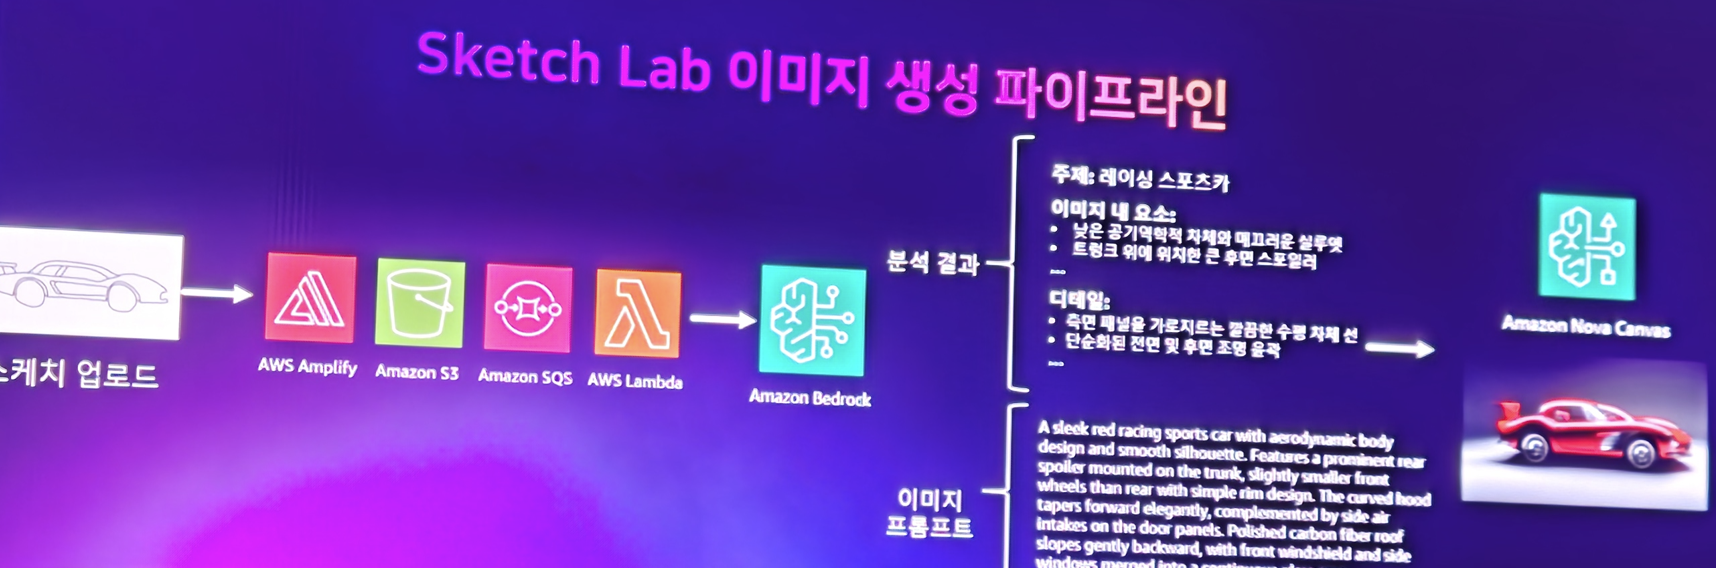 Sketch Lab 이미지 생성 파이프라인
스케치 업로드
AWS Amplify
Amazon S3
Amazon SQS
AWS Lambda
Amazon Bedrock
분석 결과
주제: 레이싱 스포츠카
이미지 내 요소:
• 낮은 공기역학적 차체와 매끄러운 실루엣
• 트렁크 위에 위치한 큰 후면 스포일러
...
디테일:
• 측면 패널을 가로지르는 깔끔한 수평 차체 선
• 단순화된 전면 및 후면 조명 윤곽
...
이미지
프롬프트
A sleek red racing sports car with aerodynamic body
design and smooth silhouette. Features a prominent rear
spoiler mounted on the trunk, slightly smaller front
wheels than rear with simple rim design. The curved hood
tapers forward elegantly, complemented by side air
intakes on the door panels. Polished carbon fiber roof
slopes gently backward, with front windshield and side
windows merged into a continuous
Amazon Nova Canvas